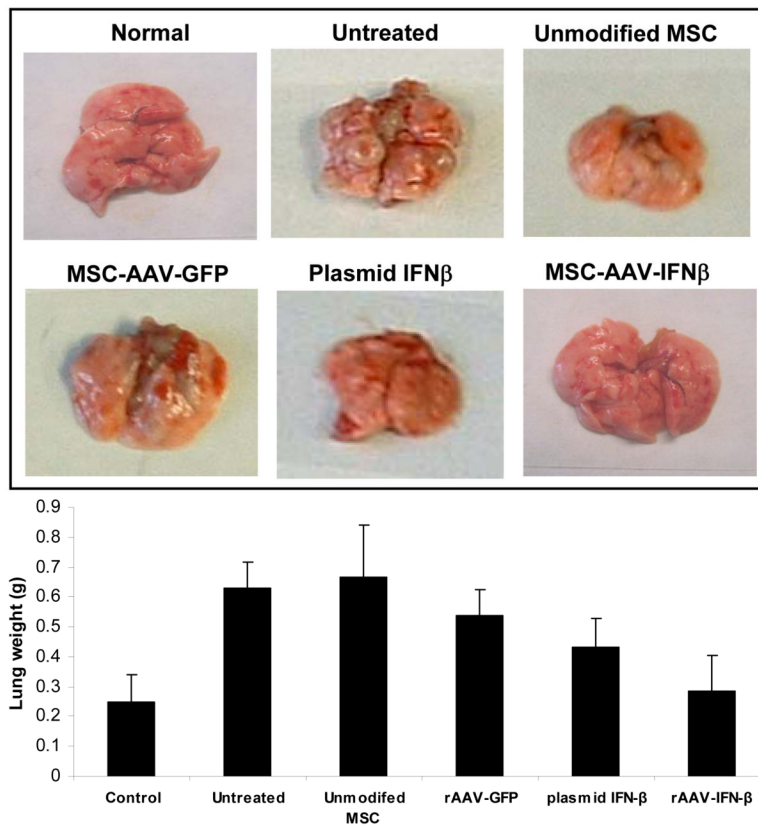 Normal
Untreated
Unmodified MSC
MSC-AAV-GFP
Plasmid IFNβ
MSC-AAV-IFNβ
Lung weight (g)
0.9
0.8
0.7
0.6
0.5
0.4
0.3
0.2
0.1
0
Control
Untreated
Unmodifed
MSC
rAAV-GFP
plasmid IFN-β
rAAV-IFN-β